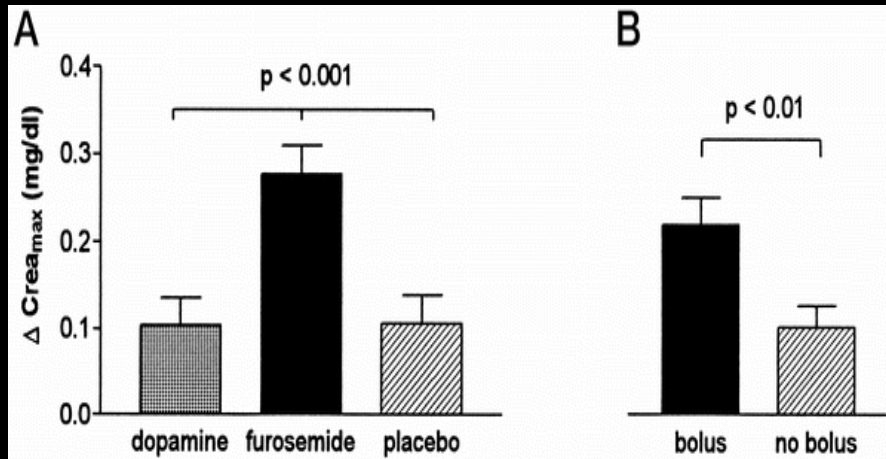 A
B
p < 0.001
p < 0.01
Δ Crea_max (mg/dl)
0.4
0.3
0.2
0.1
0.0
dopamine furosemide placebo
bolus no bolus